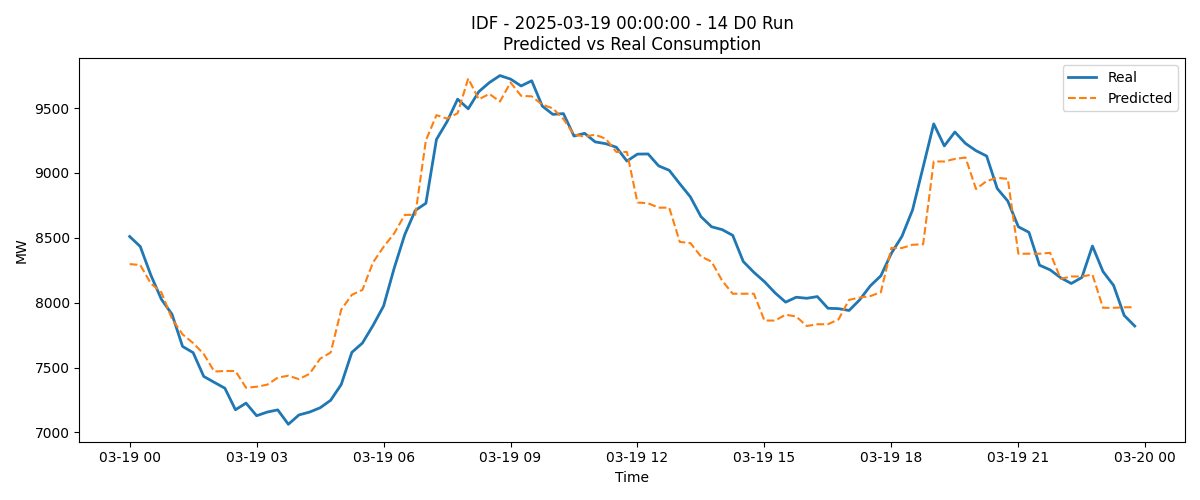 IDF - 2025-03-19 00:00:00 - 14 D0 Run
Predicted vs Real Consumption
Real
Predicted
MW
9500
9000
8500
8000
7500
7000
03-19 00
03-19 03
03-19 06
03-19 09
03-19 12
03-19 15
03-19 18
03-19 21
03-20 00
Time